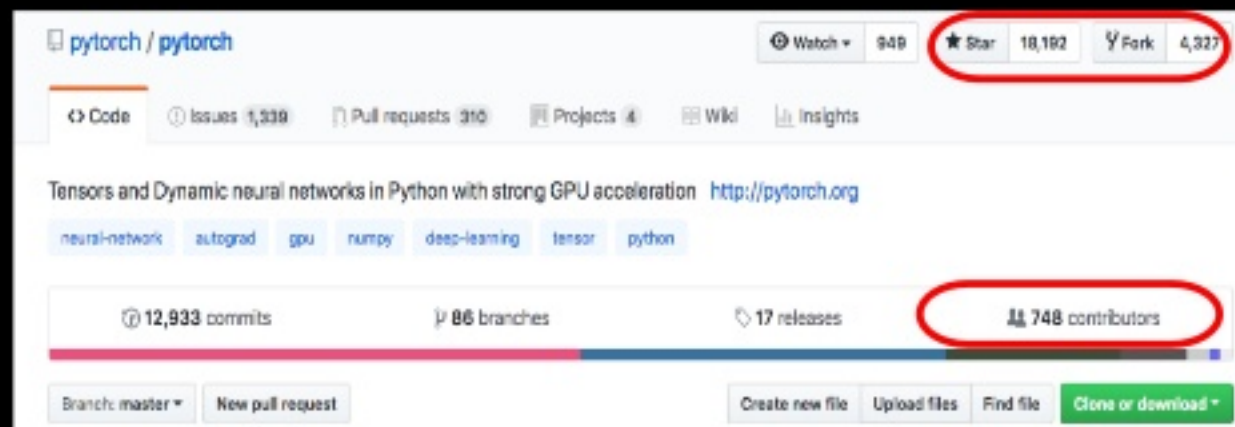 pytorch / pytorch Watch 949 Star 18,192 Fork 4,327
Code Issues 1,339 Pull requests 310 Projects 4 Wiki Insights
Tensors and Dynamic neural networks in Python with strong GPU acceleration http://pytorch.org
neural-network autograd gpu numpy deep-learning tensor python
12,933 commits 86 branches 17 releases 748 contributors
Branch: master New pull request Create new file Upload files Find file Clone or download